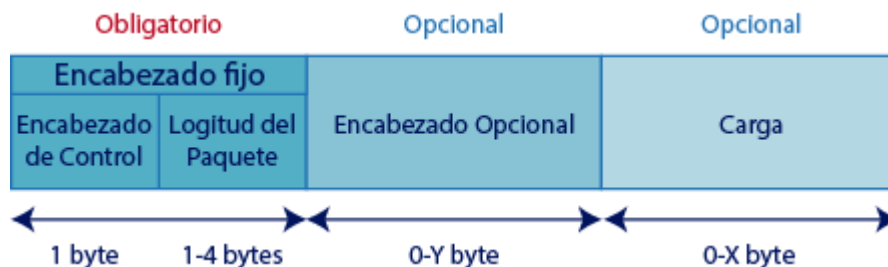 Obligatorio
Opcional
Opcional
Encabezado fijo
Encabezado
de Control
Logitud del
Paquete
Encabezado Opcional
Carga
1 byte
1-4 bytes
0-Y byte
0-X byte